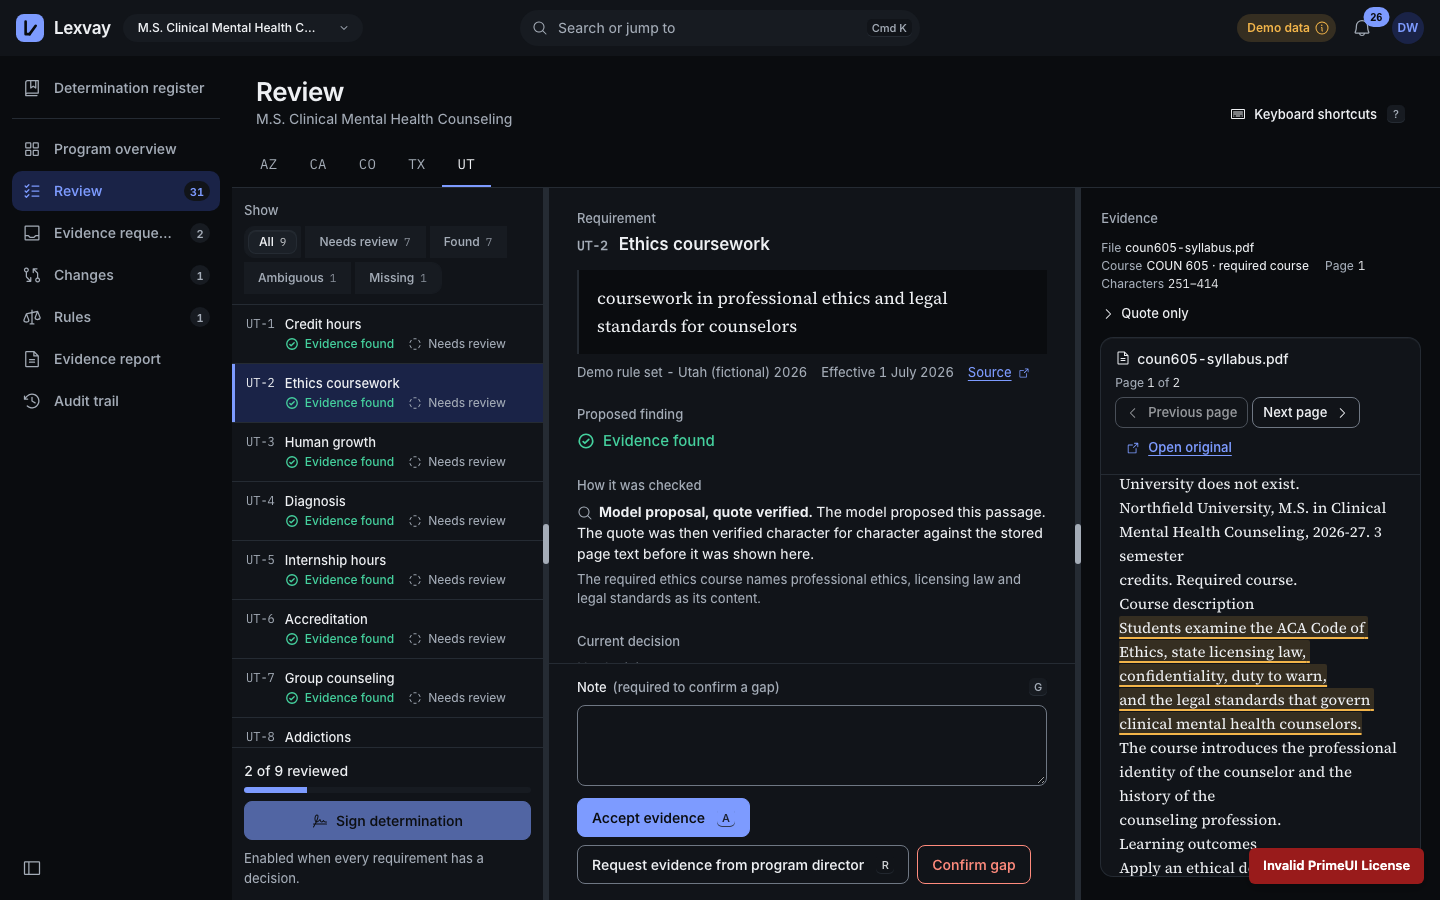 Lexvay
M.S. Clinical Mental Health C...
Search or jump to
Cmd K
Demo data
26
DW
Determination register
Program overview
Review 31
Evidence reque... 2
Changes 1
Rules 1
Evidence report
Audit trail
Review
M.S. Clinical Mental Health Counseling
Keyboard shortcuts ?
AZ CA CO TX UT
Show
All 9 Needs review 7 Found 7
Ambiguous 1 Missing 1
UT-1 Credit hours
Evidence found Needs review
UT-2 Ethics coursework
Evidence found Needs review
UT-3 Human growth
Evidence found Needs review
UT-4 Diagnosis
Evidence found Needs review
UT-5 Internship hours
Evidence found Needs review
UT-6 Accreditation
Evidence found Needs review
UT-7 Group counseling
Evidence found Needs review
UT-8 Addictions
2 of 9 reviewed
Sign determination
Enabled when every requirement has a
decision.
Requirement
UT-2 Ethics coursework
coursework in professional ethics and legal
standards for counselors
Demo rule set - Utah (fictional) 2026 Effective 1 July 2026 Source
Proposed finding
Evidence found
How it was checked
Model proposal, quote verified. The model proposed this passage.
The quote was then verified character for character against the stored
page text before it was shown here.
The required ethics course names professional ethics, licensing law and
legal standards as its content.
Current decision
Note (required to confirm a gap) G
Accept evidence A
Request evidence from program director R
Confirm gap
Evidence
File coun605-syllabus.pdf
Course COUN 605 · required course Page 1
Characters 251–414
Quote only
coun605-syllabus.pdf
Page 1 of 2
Previous page Next page
Open original
University does not exist.
Northfield University, M.S. in Clinical
Mental Health Counseling, 2026-27. 3
semester
credits. Required course.
Course description
Students examine the ACA Code of
Ethics, state licensing law,
confidentiality, duty to warn,
and the legal standards that govern
clinical mental health counselors.
The course introduces the professional
identity of the counselor and the
history of the
counseling profession.
Learning outcomes
Apply an ethical
Invalid PrimeUI License